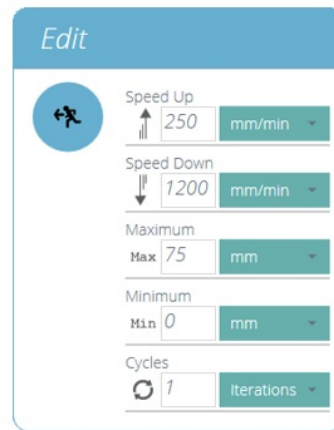 Edit
Speed Up
250 mm/min
Speed Down
1200 mm/min
Maximum
Max 75 mm
Minimum
Min 0 mm
Cycles
1 Iterations